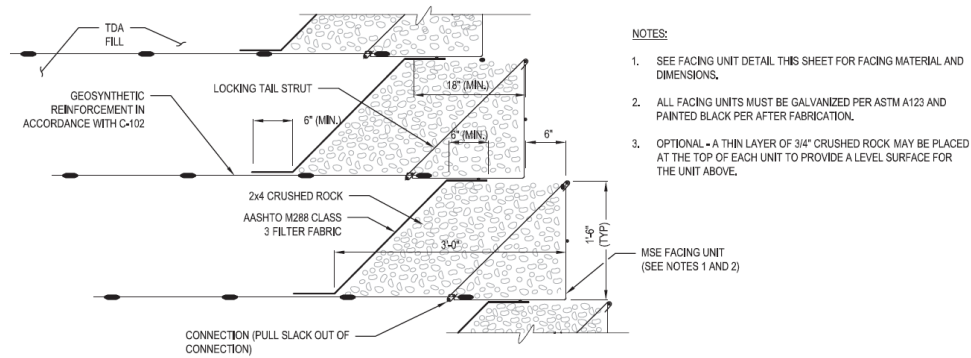 TDA
FILL
GEOSYNTHETIC
REINFORCEMENT IN
ACCORDANCE WITH C-102
LOCKING TAIL STRUT
6" (MIN.)
18" (MIN.)
6" (MIN.)
6"
2x4 CRUSHED ROCK
AASHTO M288 CLASS
3 FILTER FABRIC
3'-0"
1'-6"
(TYP)
MSE FACING UNIT
(SEE NOTES 1 AND 2)
CONNECTION (PULL SLACK OUT OF
CONNECTION)
NOTES:
1. SEE FACING UNIT DETAIL THIS SHEET FOR FACING MATERIAL AND
DIMENSIONS.
2. ALL FACING UNITS MUST BE GALVANIZED PER ASTM A123 AND
PAINTED BLACK PER AFTER FABRICATION.
3. OPTIONAL - A THIN LAYER OF 3/4" CRUSHED ROCK MAY BE PLACED
AT THE TOP OF EACH UNIT TO PROVIDE A LEVEL SURFACE FOR
THE UNIT ABOVE.